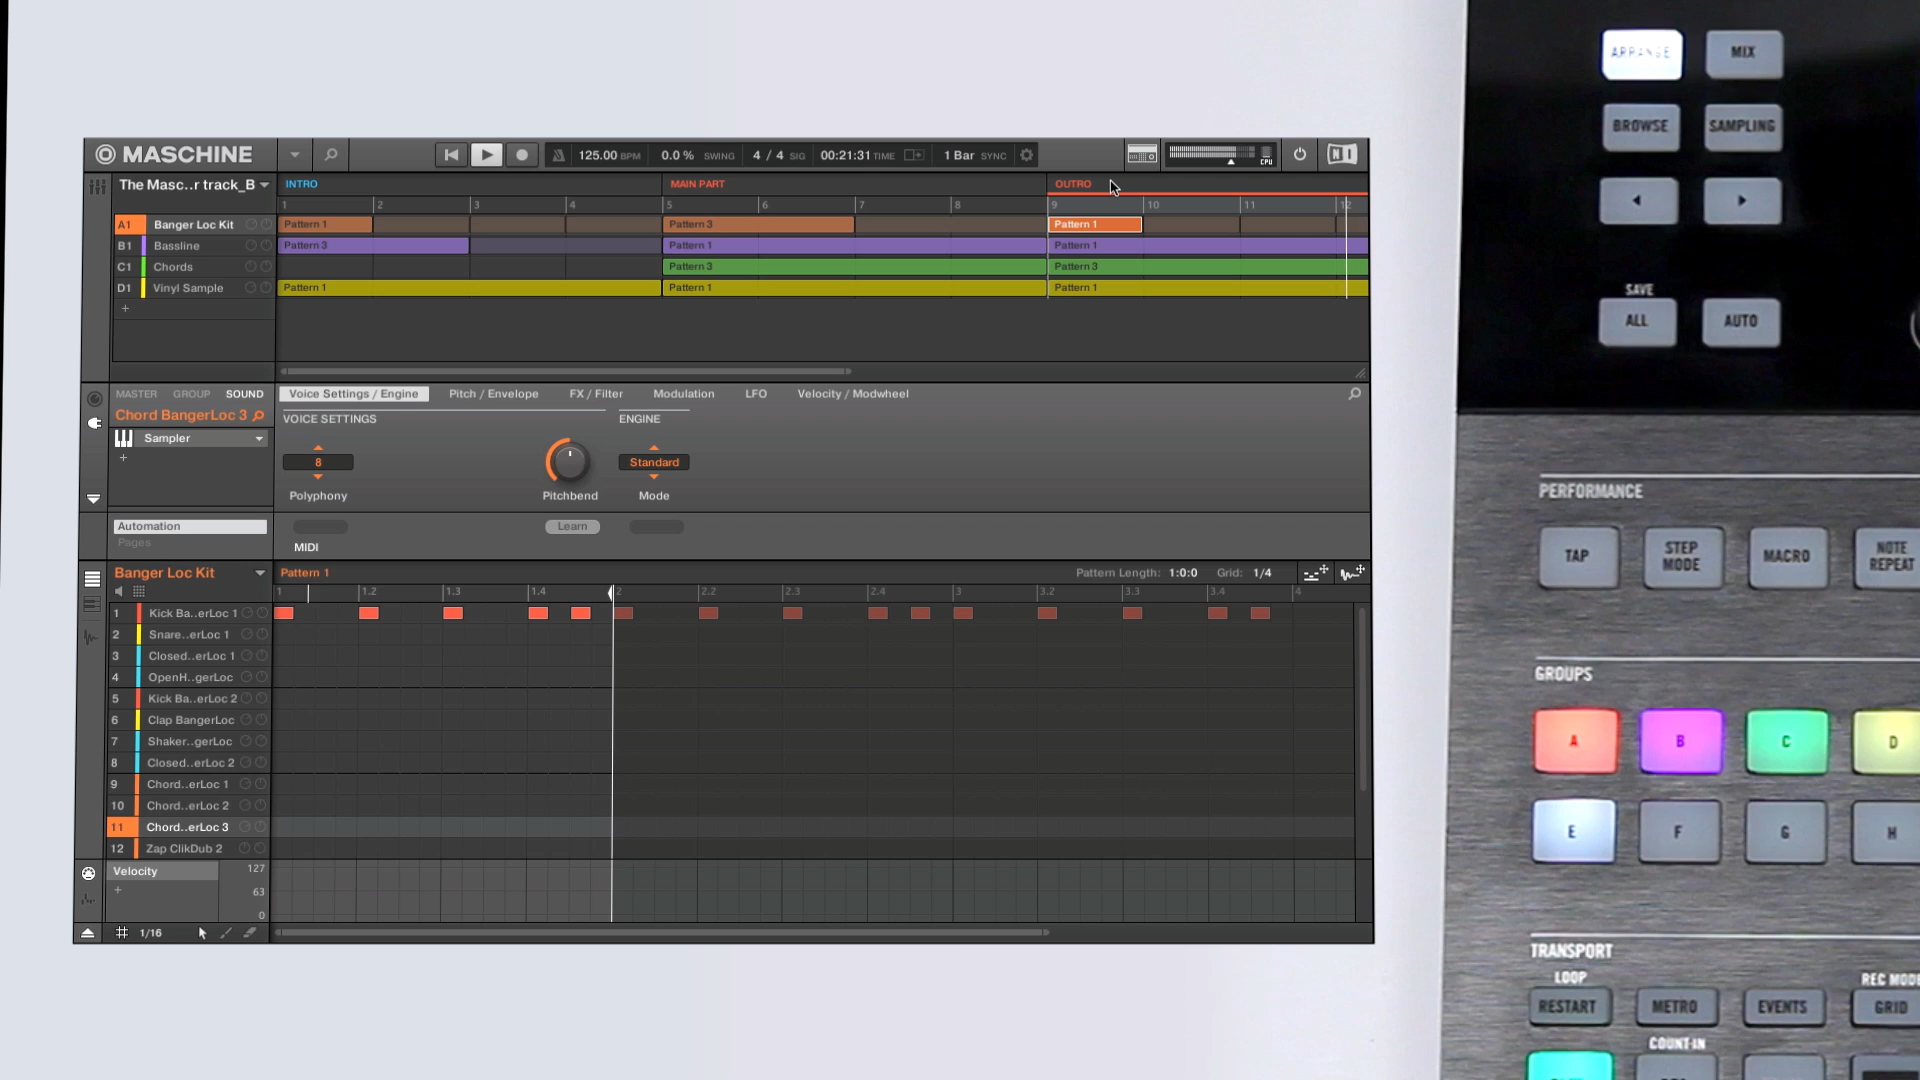 MASCHINE
125.00 BPM 0.0 % SWING 4 / 4 SIG 00:21:31 TIME 1 Bar SYNC
CPU
The Masc..r track_B
INTRO MAIN PART OUTRO
1 2 3 4 5 6 7 8 9 10 11 12
A1 Banger Loc Kit Pattern 1 Pattern 3 Pattern 1
B1 Bassline Pattern 3 Pattern 1 Pattern 1
C1 Chords Pattern 3 Pattern 3
D1 Vinyl Sample Pattern 1 Pattern 1 Pattern 1
+
MASTER GROUP SOUND Voice Settings / Engine Pitch / Envelope FX / Filter Modulation LFO Velocity / Modwheel
Chord BangerLoc 3 VOICE SETTINGS ENGINE
Sampler
+
8 Standard
Polyphony Pitchbend Mode
Automation Learn
Pages
MIDI
Banger Loc Kit Pattern 1 Pattern Length: 1:0:0 Grid: 1/4
1 1.2 1.3 1.4 2 2.2 2.3 2.4 3 3.2 3.3 3.4 4
1 Kick Ba..erLoc 1
2 Snare..erLoc 1
3 Closed..erLoc 1
4 OpenH..gerLoc
5 Kick Ba..erLoc 2
6 Clap BangerLoc
7 Shaker..gerLoc
8 Closed..erLoc 2
9 Chord..erLoc 1
10 Chord..erLoc 2
11 Chord..erLoc 3
12 Zap ClikDub 2
Velocity 127
+ 63
0
1/16
ARRANGE MIX
BROWSE SAMPLING
SAVE
ALL AUTO
PERFORMANCE
TAP STEP MODE MACRO NOTE REPEAT
GROUPS
A B C D
E F G H
TRANSPORT
LOOP
REC MOD
RESTART METRO EVENTS GRID
COUNT-IN